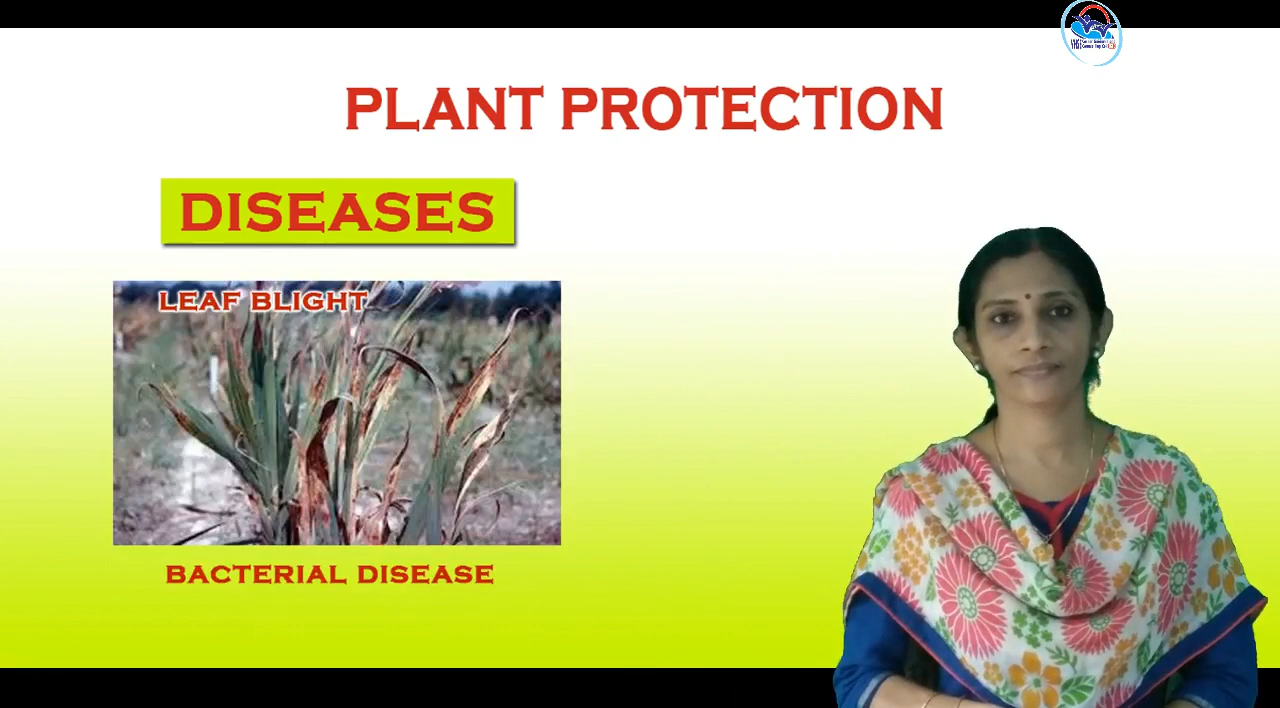 PLANT PROTECTION
DISEASES
LEAF BLIGHT
BACTERIAL DISEASE